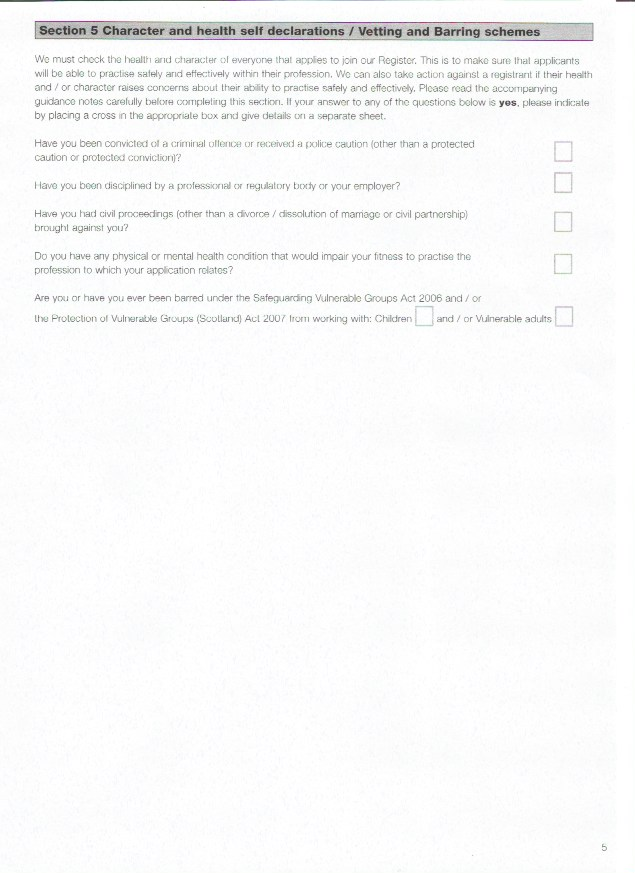 Section 5 Character and health self declarations / Vetting and Barring schemes
We must check the health and character of everyone that applies to join our Register. This is to make sure that applicants
will be able to practise safely and effectively within their profession. We can also take action against a registrant if their health
and / or character raises concerns about their ability to practise safely and effectively. Please read the accompanying
guidance notes carefully before completing this section. If your answer to any of the questions below is yes, please indicate
by placing a cross in the appropriate box and give details on a separate sheet.
Have you been convicted of a criminal offence or received a police caution (other than a protected
caution or protected conviction)?
Have you been disciplined by a professional or regulatory body or your employer?
Have you had civil proceedings (other than a divorce / dissolution of marriage or civil partnership)
brought against you?
Do you have any physical or mental health condition that would impair your fitness to practise the
profession to which your application relates?
Are you or have you ever been barred under the Safeguarding Vulnerable Groups Act 2006 and / or
the Protection of Vulnerable Groups (Scotland) Act 2007 from working with: Children and / or Vulnerable adults
5